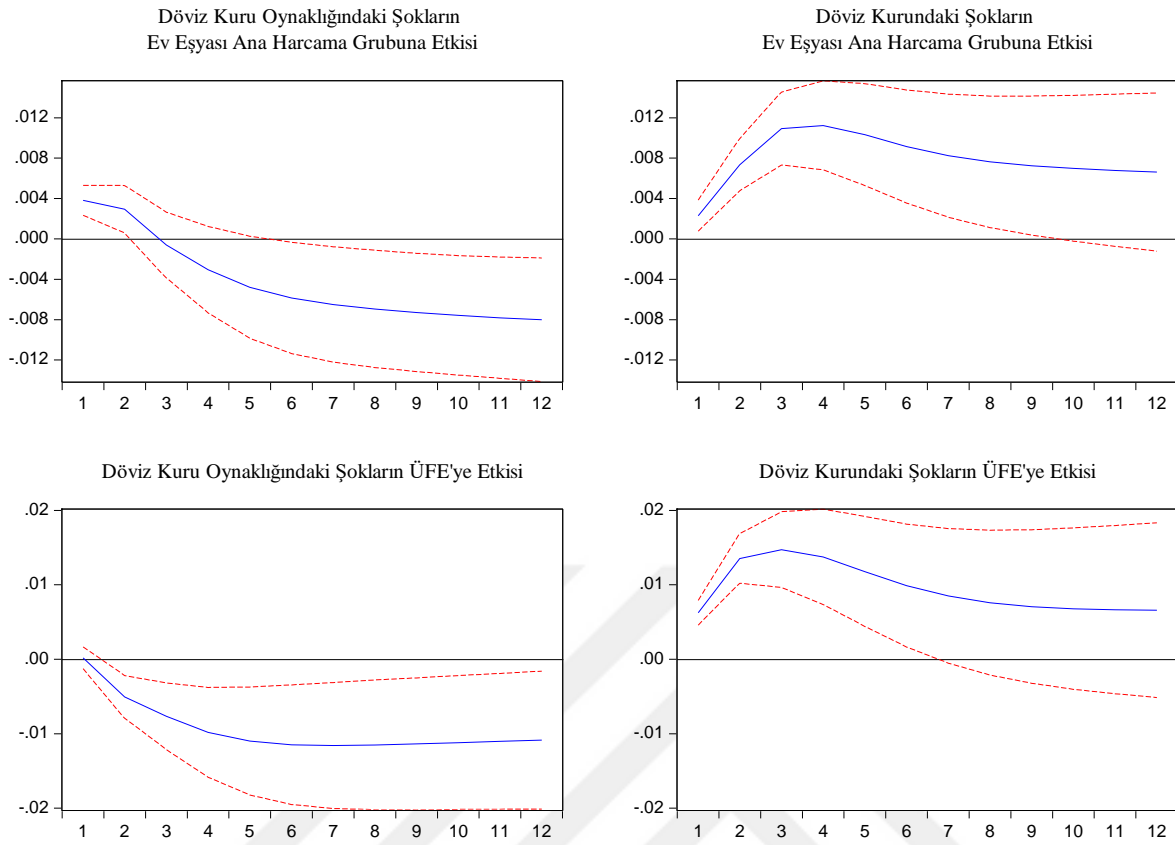 Döviz Kuru Oynaklığındaki Şokların
Ev Eşyası Ana Harcama Grubuna Etkisi
.012
.008
.004
.000
-.004
-.008
-.012
1 2 3 4 5 6 7 8 9 10 11 12
Döviz Kurundaki Şokların
Ev Eşyası Ana Harcama Grubuna Etkisi
.012
.008
.004
.000
-.004
-.008
-.012
1 2 3 4 5 6 7 8 9 10 11 12
Döviz Kuru Oynaklığındaki Şokların ÜFE'ye Etkisi
.02
.01
.00
-.01
-.02
1 2 3 4 5 6 7 8 9 10 11 12
Döviz Kurundaki Şokların ÜFE'ye Etkisi
.02
.01
.00
-.01
-.02
1 2 3 4 5 6 7 8 9 10 11 12